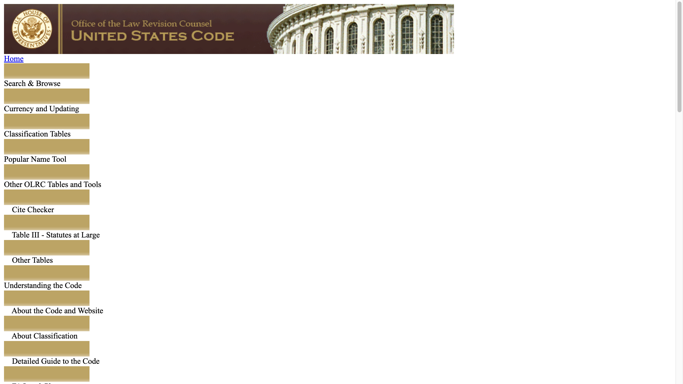 Office of the Law Revision Counsel
UNITED STATES CODE
Home
Search & Browse
Currency and Updating
Classification Tables
Popular Name Tool
Other OLRC Tables and Tools
Cite Checker
Table III - Statutes at Large
Other Tables
Understanding the Code
About the Code and Website
About Classification
Detailed Guide to the Code